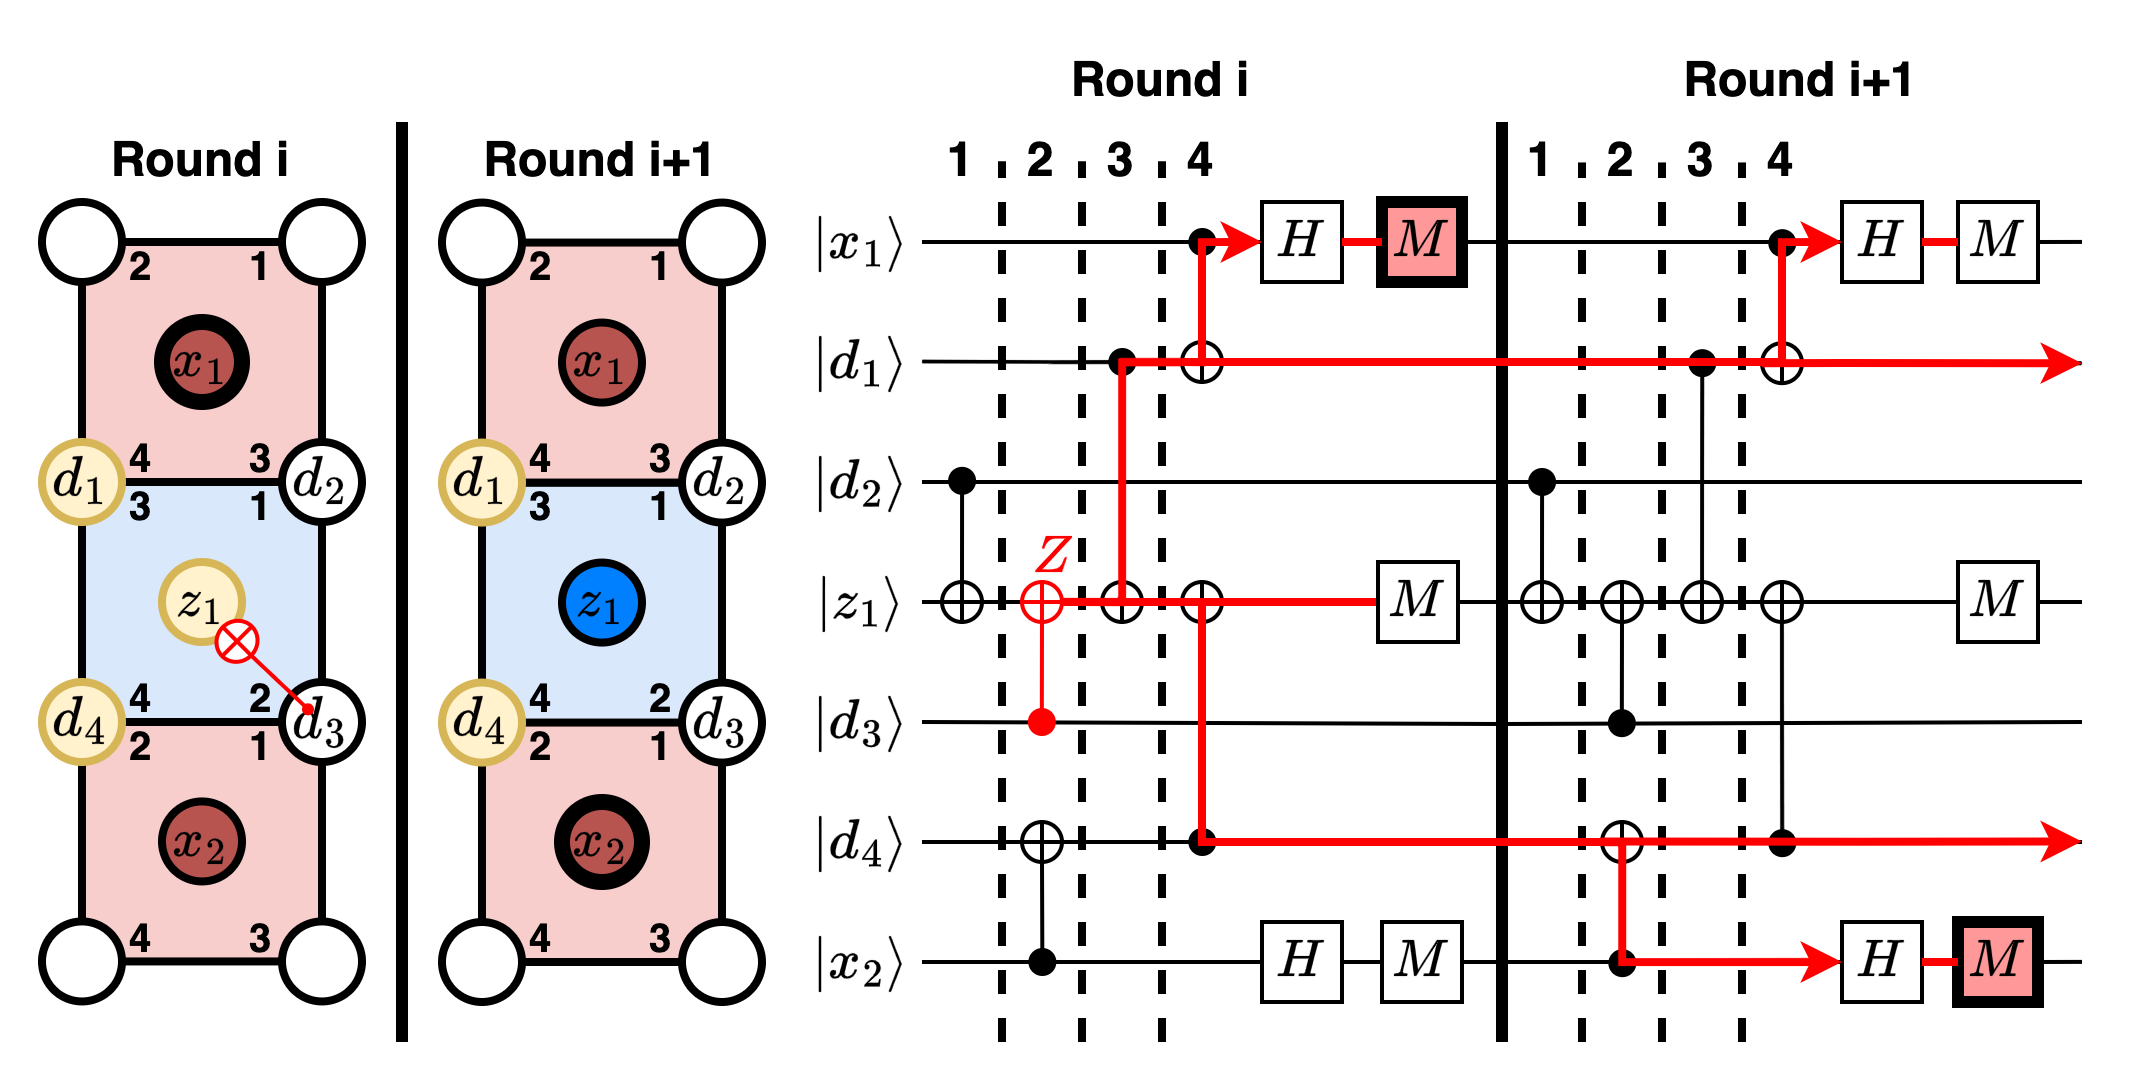 Round i
Round i+1
2 1
x₁
4 3
d₁ d₂
3 1
z₁
4 2
d₄ d₃
2 1
x₂
4 3
2 1
x₁
4 3
d₁ d₂
3 1
z₁
4 2
d₄ d₃
2 1
x₂
4 3
Round i
Round i+1
1 2 3 4 1 2 3 4
|x₁⟩ H M H M
|d₁⟩
|d₂⟩
Z
|z₁⟩ M M
|d₃⟩
|d₄⟩
|x₂⟩ H M H M